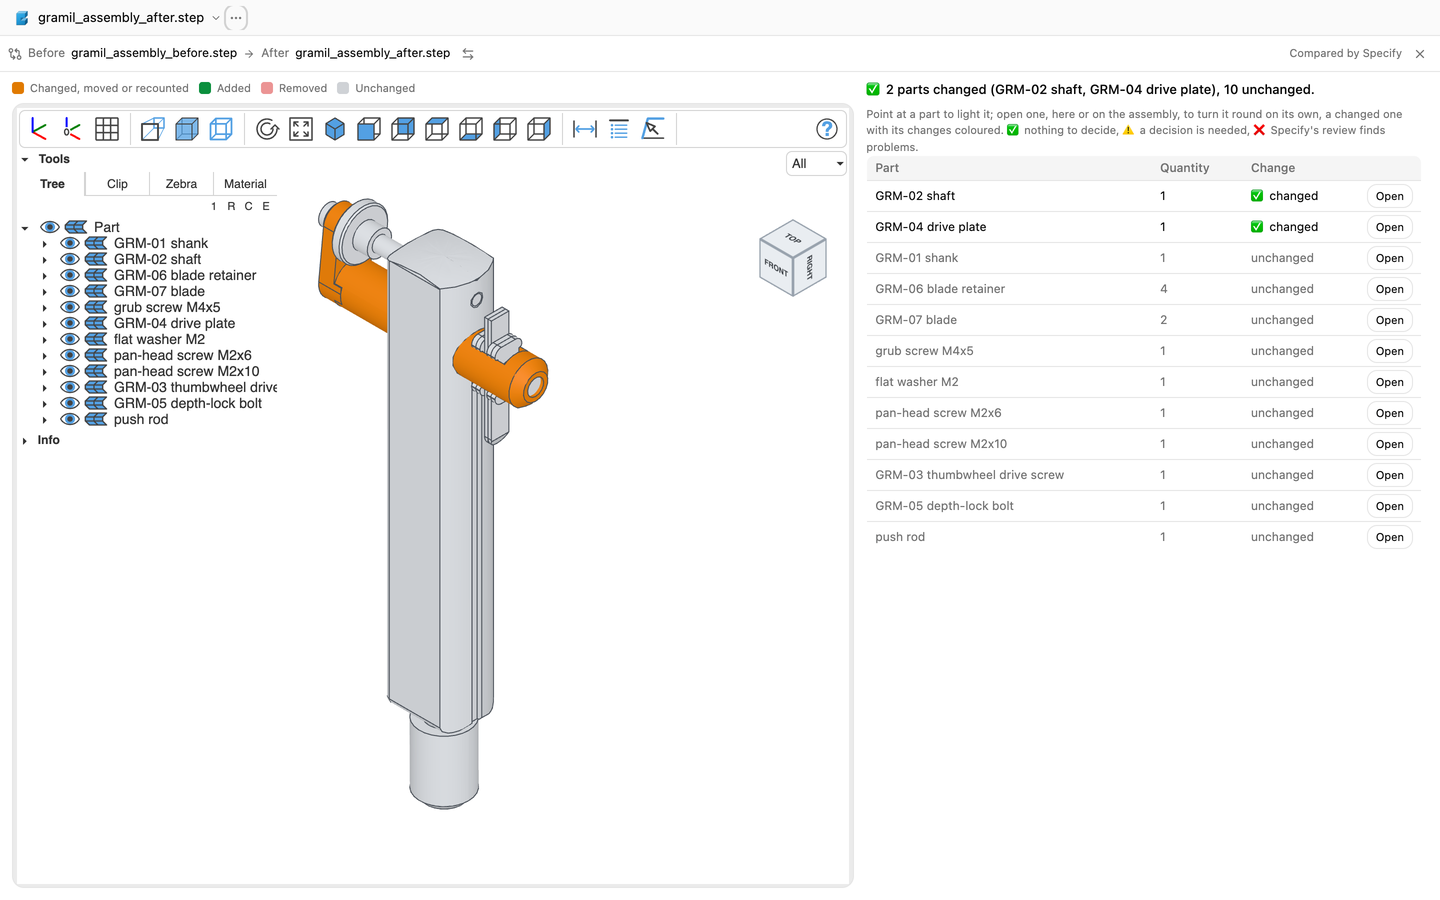 gramil_assembly_after.step
Before gramil_assembly_before.step → After gramil_assembly_after.step
Compared by Specify
Changed, moved or recounted Added Removed Unchanged
Tools
All
Tree Clip Zebra Material
1 R C E
Part
GRM-01 shank
GRM-02 shaft
GRM-06 blade retainer
GRM-07 blade
grub screw M4x5
GRM-04 drive plate
flat washer M2
pan-head screw M2x6
pan-head screw M2x10
GRM-03 thumbwheel drive
GRM-05 depth-lock bolt
push rod
Info
TOP
FRONT
RIGHT
✅ 2 parts changed (GRM-02 shaft, GRM-04 drive plate), 10 unchanged.
Point at a part to light it; open one, here or on the assembly, to turn it round on its own, a changed one
with its changes coloured. ✅ nothing to decide, ⚠️ a decision is needed, ❌ Specify's review finds
problems.
Part Quantity Change
GRM-02 shaft 1 ✅ changed Open
GRM-04 drive plate 1 ✅ changed Open
GRM-01 shank 1 unchanged Open
GRM-06 blade retainer 4 unchanged Open
GRM-07 blade 2 unchanged Open
grub screw M4x5 1 unchanged Open
flat washer M2 1 unchanged Open
pan-head screw M2x6 1 unchanged Open
pan-head screw M2x10 1 unchanged Open
GRM-03 thumbwheel drive screw 1 unchanged Open
GRM-05 depth-lock bolt 1 unchanged Open
push rod 1 unchanged Open